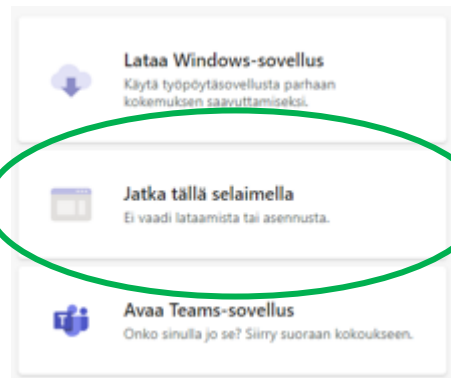 Lataa Windows-sovellus
Käytä työpöytäsovellusta parhaan
kokemuksen saavuttamiseksi.
Jatka tällä selaimella
Ei vaadi lataamista tai asennusta.
Avaa Teams-sovellus
Onko sinulla jo se? Siirry suoraan kokoukseen.